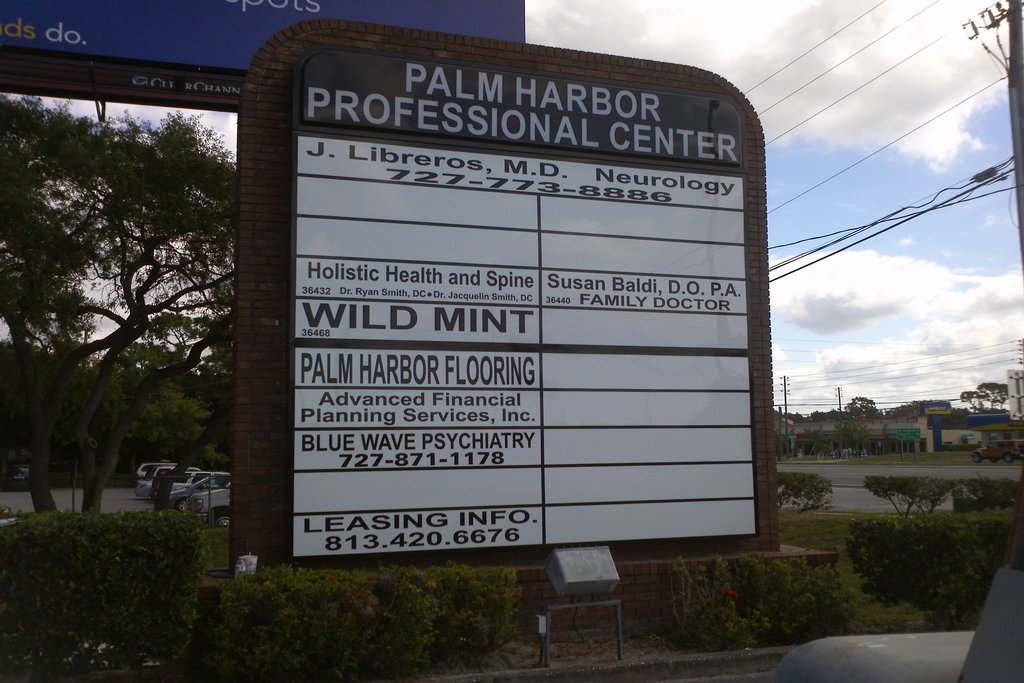 spots
do.
PALM HARBOR
PROFESSIONAL CENTER
J. Libreros, M.D. Neurology
727-773-8886
Holistic Health and Spine
36432 Dr. Ryan Smith, DC • Dr. Jacquelin Smith, DC
Susan Baldi, D.O. P.A.
36440 FAMILY DOCTOR
WILD MINT
36468
PALM HARBOR FLOORING
Advanced Financial
Planning Services, Inc.
BLUE WAVE PSYCHIATRY
727-871-1178
LEASING INFO.
813.420.6676